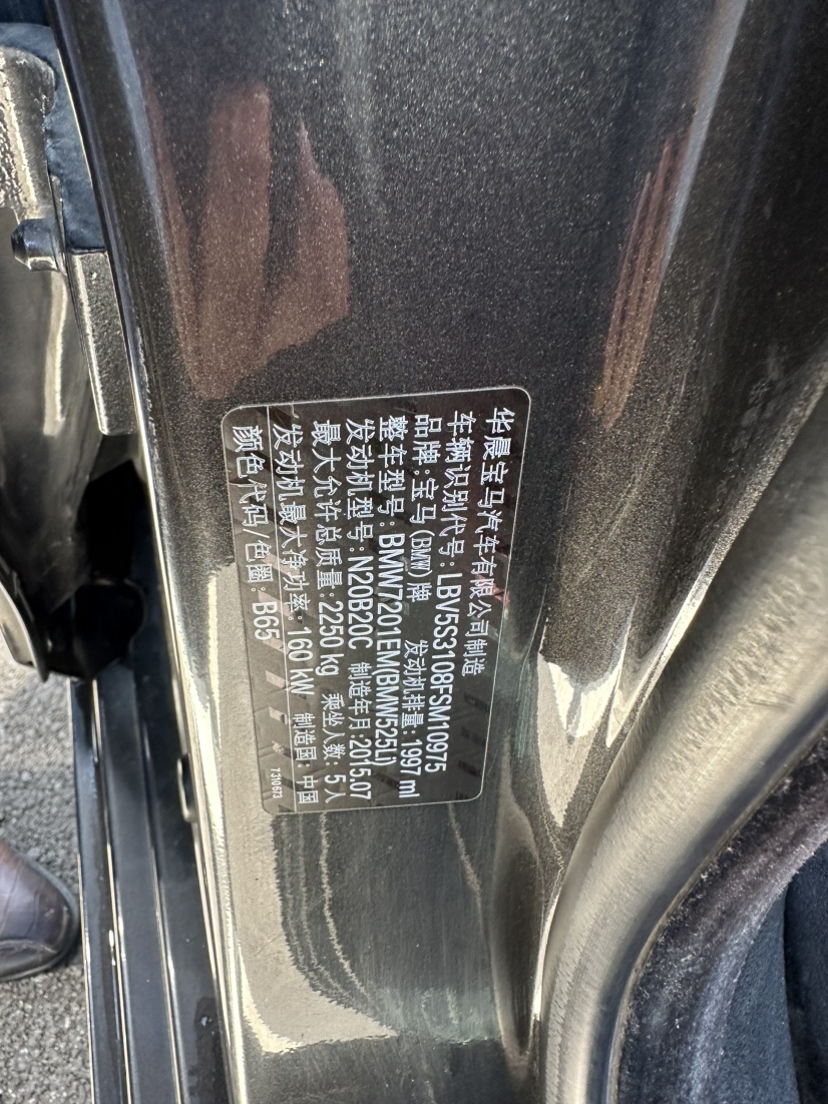 华晨宝马汽车有限公司制造
车辆识别代号:LBV5S3108FSM10975
品牌:宝马(BMW)牌 发动机排量:1997 ml
整车型号:BMW7201EM(BMW525Li)
发动机型号:N20B20C 制造年月:2015.07
最大允许总质量:2250 kg 乘坐人数:5人
发动机最大净功率:160 kW 制造国:中国
颜色代码/色圈:B65
7310573